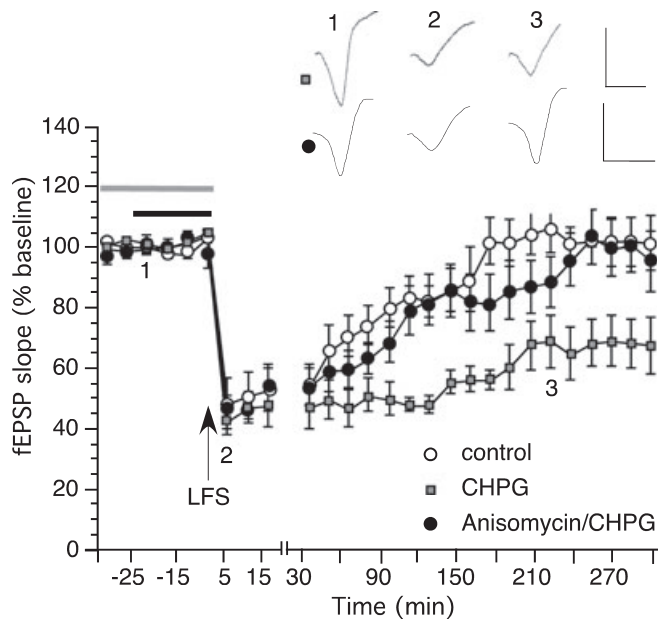 1 2 3
140
120
100
80
60
40
20
0
fEPSP slope (% baseline)
1
2
3
LFS
control
CHPG
Anisomycin/CHPG
-25 -15 5 15 30 90 150 210 270
Time (min)